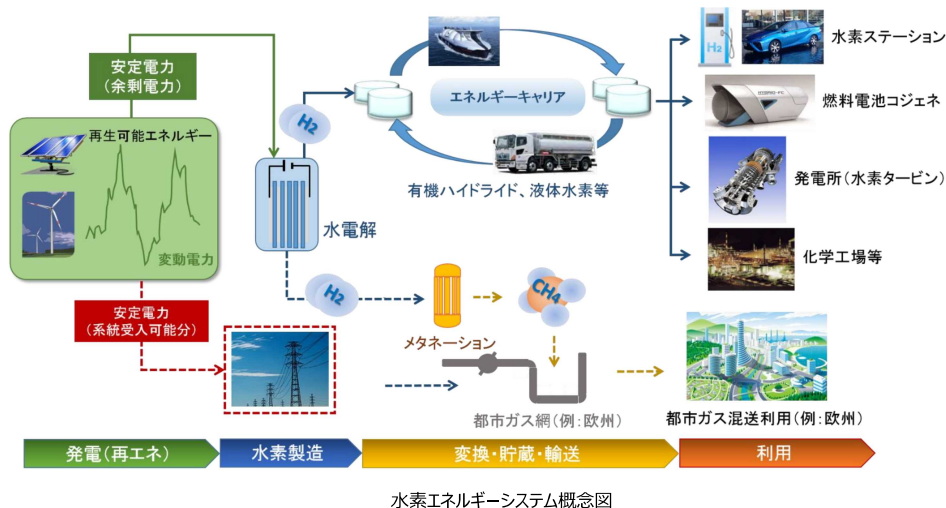 安定電力
(余剰電力)
再生可能エネルギー
変動電力
安定電力
(系統受入可能分)
H2
水電解
エネルギーキャリア
有機ハイドライド、液体水素等
H2
メタネーション
CH4
都市ガス網(例:欧州)
H2
水素ステーション
燃料電池コジェネ
発電所(水素タービン)
化学工場等
都市ガス混送利用(例:欧州)
発電(再エネ)
水素製造
変換・貯蔵・輸送
利用
水素エネルギーシステム概念図